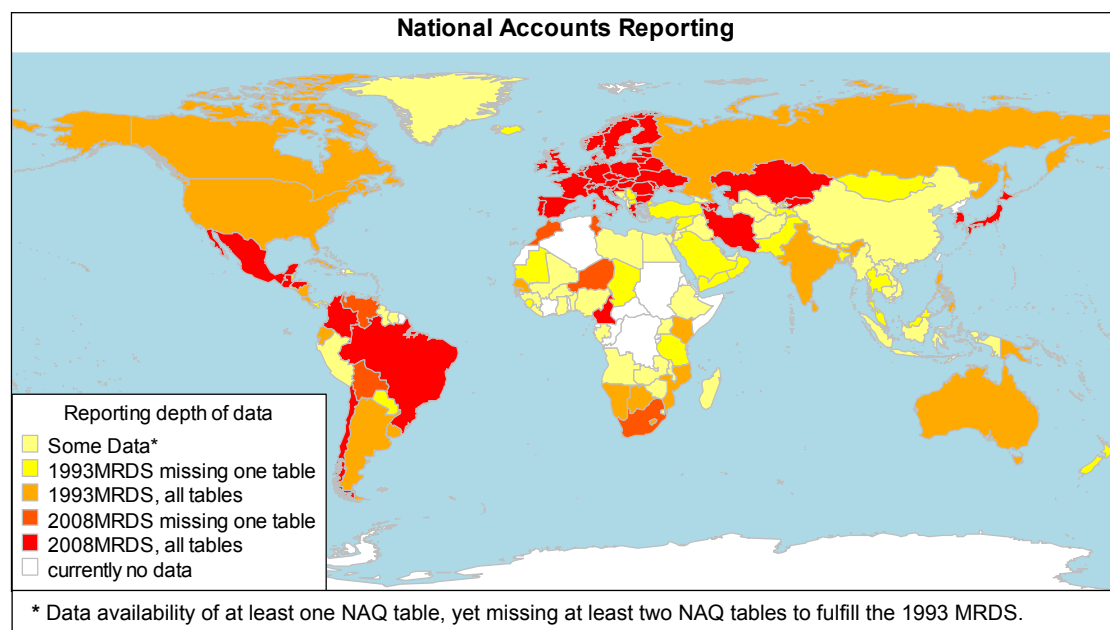 National Accounts Reporting
Reporting depth of data
Some Data*
1993MRDS missing one table
1993MRDS, all tables
2008MRDS missing one table
2008MRDS, all tables
currently no data
* Data availability of at least one NAQ table, yet missing at least two NAQ tables to fulfill the 1993 MRDS.